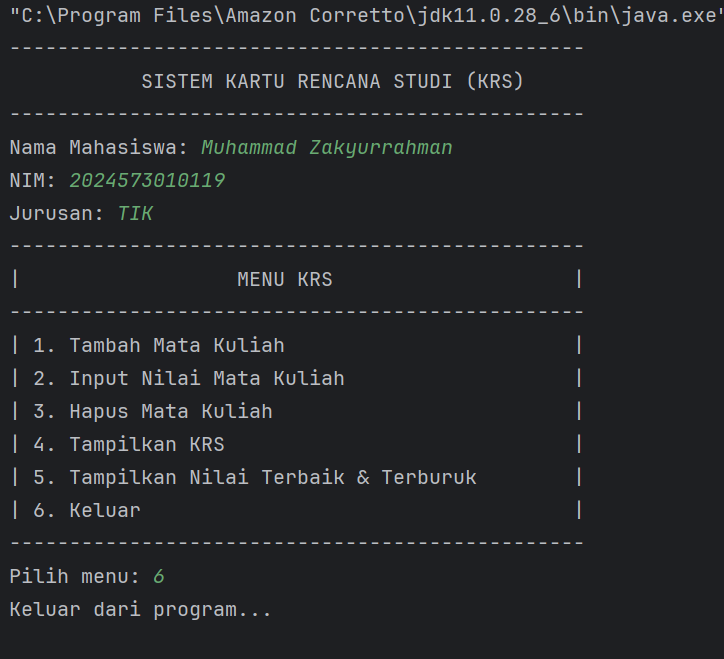 "C:\Program Files\Amazon Corretto\jdk11.0.28_6\bin\java.exe"
------------------------------------------------
SISTEM KARTU RENCANA STUDI (KRS)
------------------------------------------------
Nama Mahasiswa: Muhammad Zakyurrahman
NIM: 2024573010119
Jurusan: TIK
------------------------------------------------
|                  MENU KRS                    |
------------------------------------------------
| 1. Tambah Mata Kuliah                        |
| 2. Input Nilai Mata Kuliah                   |
| 3. Hapus Mata Kuliah                         |
| 4. Tampilkan KRS                             |
| 5. Tampilkan Nilai Terbaik & Terburuk        |
| 6. Keluar                                    |
------------------------------------------------
Pilih menu: 6
Keluar dari program...